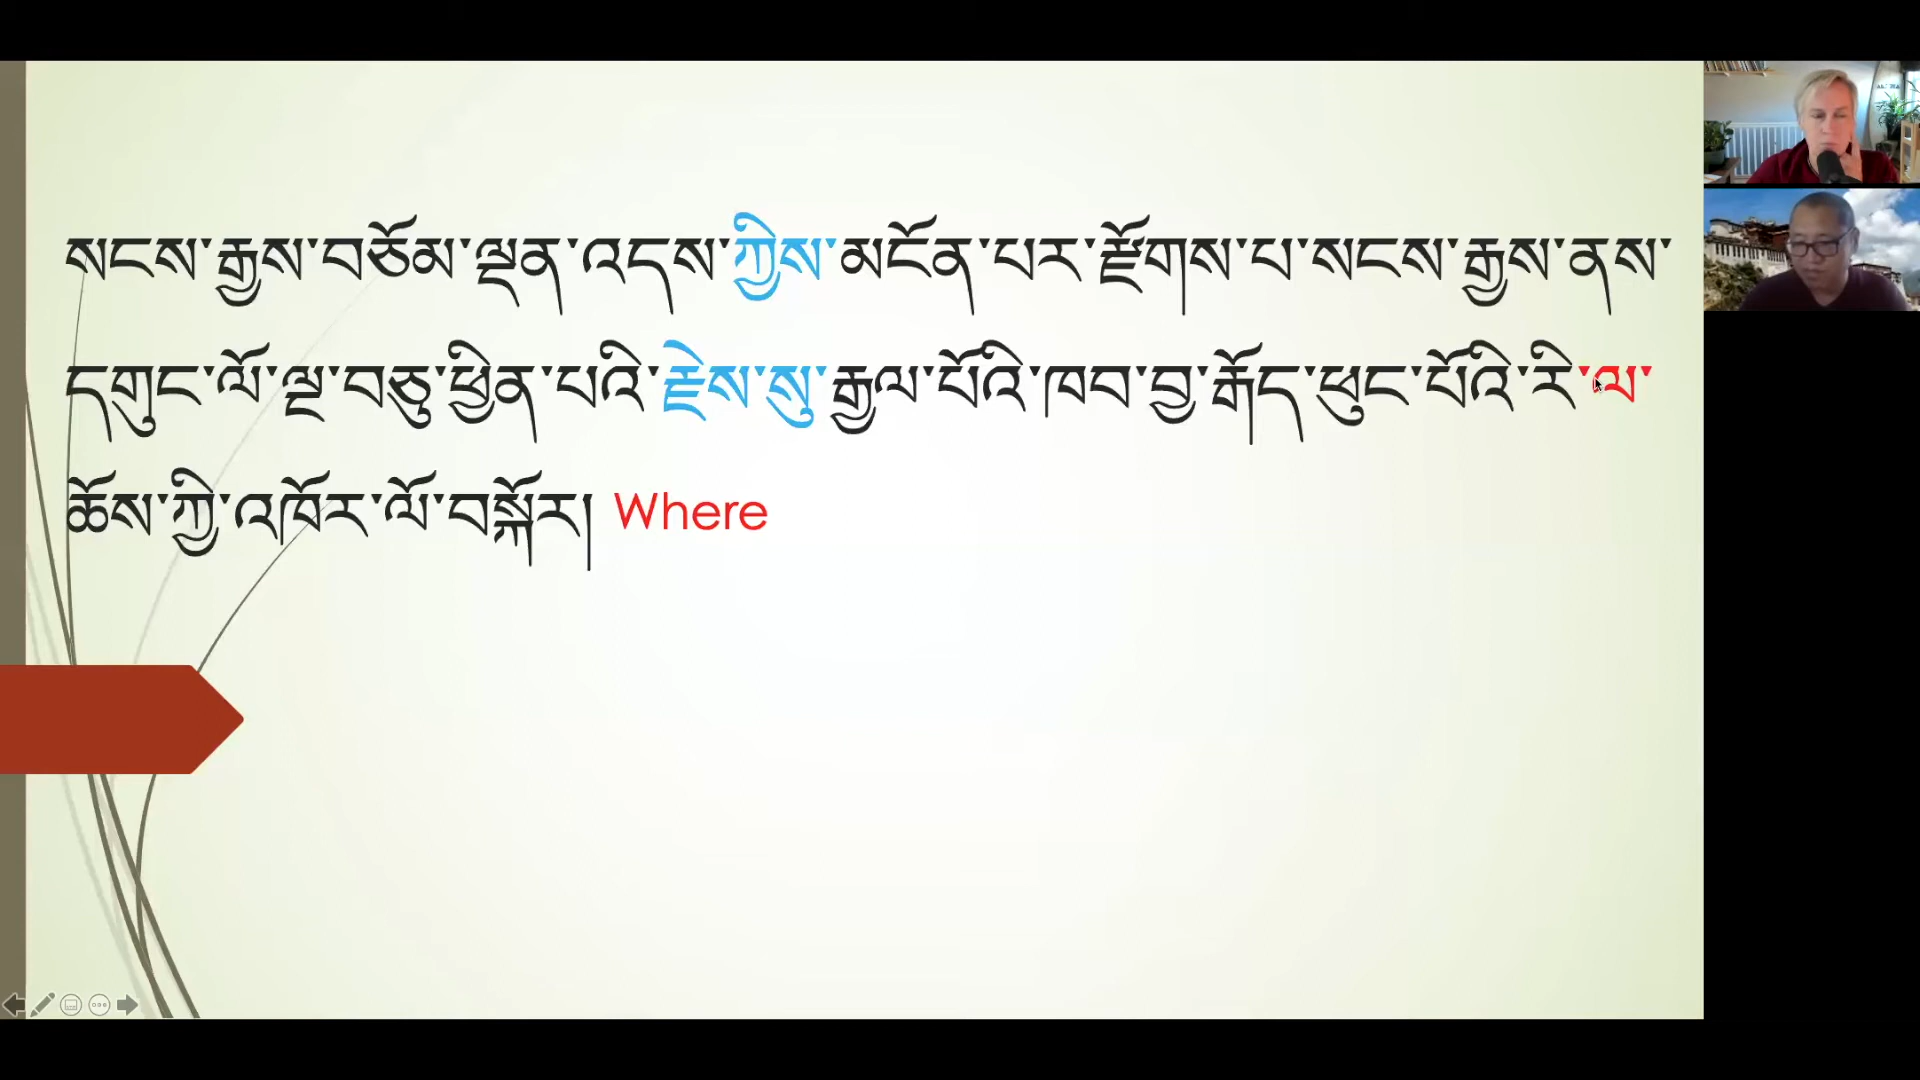 སངས་རྒྱས་བཅོམ་ལྡན་འདས་ཀྱིས་མངོན་པར་རྫོགས་པ་སངས་རྒྱས་ནས་
དགུང་ལོ་ལྔ་བཅུ་ཕྱིན་པའི་རྗེས་སུ་རྒྱལ་པོའི་ཁབ་བྱ་རྒོད་ཕུང་པོའི་རི་ལ་
ཆོས་ཀྱི་འཁོར་ལོ་བསྐོར། Where